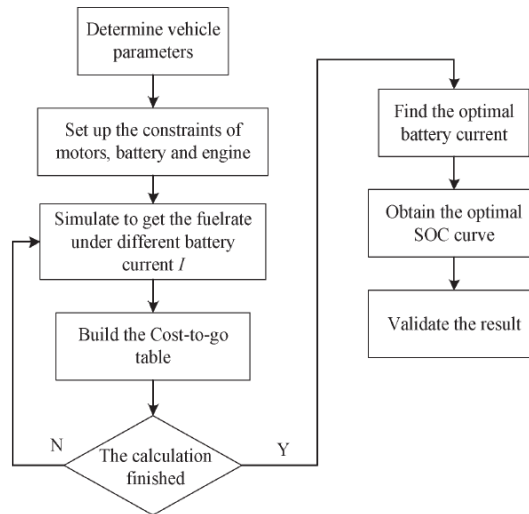 Determine vehicle
parameters
Set up the constraints of
motors, battery and engine
Simulate to get the fuelrate
under different battery
current I
Build the Cost-to-go
table
N
The calculation
finished
Y
Find the optimal
battery current
Obtain the optimal
SOC curve
Validate the result